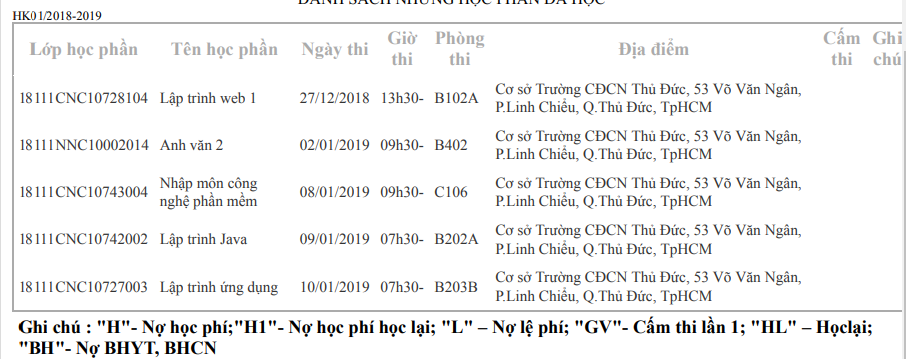 DANH SÁCH NHỮNG HỌC PHẦN ĐÃ HỌC
HK01/2018-2019
Lớp học phần Tên học phần Ngày thi Giờ thi Phòng thi Địa điểm Cấm thi Ghi chú
18111CNC10728104 Lập trình web 1 27/12/2018 13h30- B102A Cơ sở Trường CĐCN Thủ Đức, 53 Võ Văn Ngân,
P.Linh Chiểu, Q.Thủ Đức, TpHCM
18111NNC10002014 Anh văn 2 02/01/2019 09h30- B402 Cơ sở Trường CĐCN Thủ Đức, 53 Võ Văn Ngân,
P.Linh Chiểu, Q.Thủ Đức, TpHCM
18111CNC10743004 Nhập môn công nghệ phần mềm 08/01/2019 09h30- C106 Cơ sở Trường CĐCN Thủ Đức, 53 Võ Văn Ngân,
P.Linh Chiểu, Q.Thủ Đức, TpHCM
18111CNC10742002 Lập trình Java 09/01/2019 07h30- B202A Cơ sở Trường CĐCN Thủ Đức, 53 Võ Văn Ngân,
P.Linh Chiểu, Q.Thủ Đức, TpHCM
18111CNC10727003 Lập trình ứng dụng 10/01/2019 07h30- B203B Cơ sở Trường CĐCN Thủ Đức, 53 Võ Văn Ngân,
P.Linh Chiểu, Q.Thủ Đức, TpHCM
Ghi chú : "H"- Nợ học phí;"H1"- Nợ học phí học lại; "L" – Nợ lệ phí; "GV"- Cấm thi lần 1; "HL" – Họclại;
"BH"- Nợ BHYT, BHCN